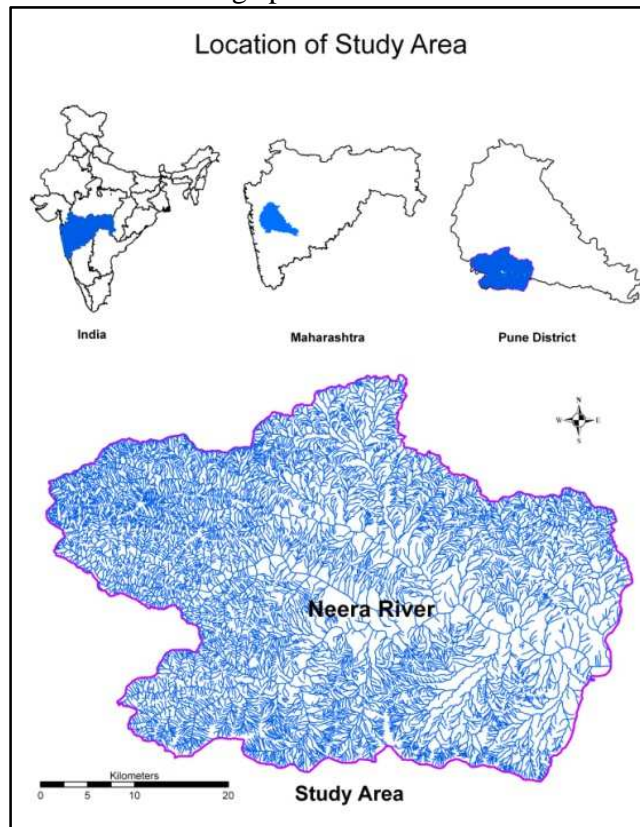 Location of Study Area
India
Maharashtra
Pune District
N
W E
S
Neera River
Kilometers
0 5 10 20
Study Area